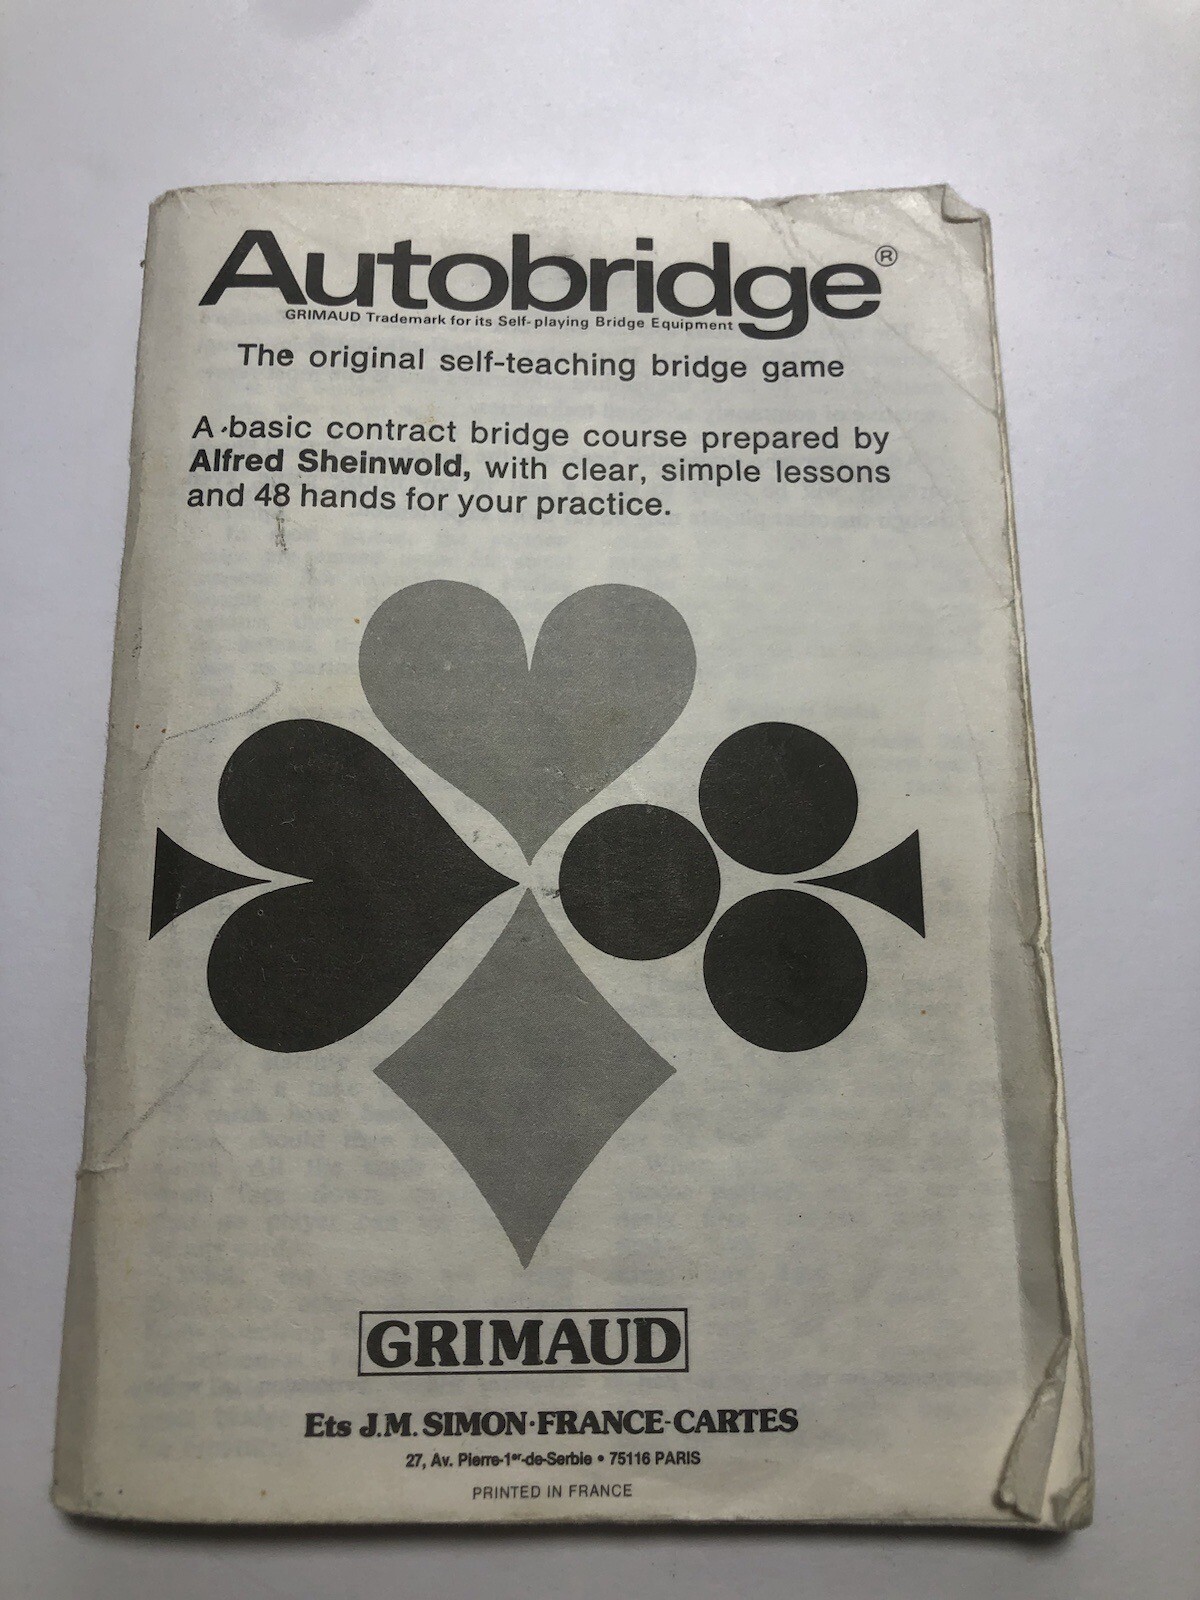 Autobridge®
GRIMAUD Trademark for its Self-playing Bridge Equipment
The original self-teaching bridge game
A basic contract bridge course prepared by
Alfred Sheinwold, with clear, simple lessons
and 48 hands for your practice.
GRIMAUD
Ets J.M. SIMON·FRANCE-CARTES
27, Av. Pierre-1er-de-Serbie • 75116 PARIS
PRINTED IN FRANCE